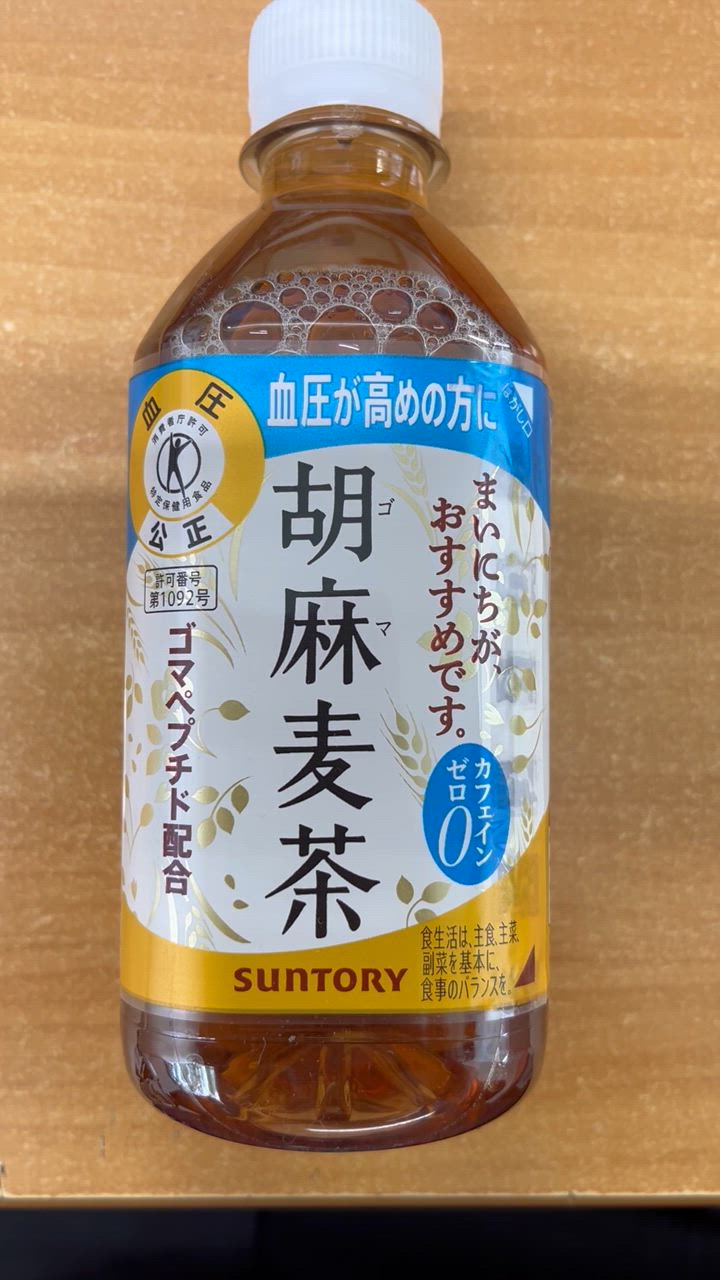 血圧が高めの方に
はがし口
血圧
消費者庁許可
特定保健用食品
公正
許可番号
第1092号
胡麻麦茶
ゴマ
まいにちが、
おすすめです。
ゴマペプチド配合
カフェイン
ゼロ
0
SUNTORY
食生活は、主食、主菜、
副菜を基本に、
食事のバランスを。